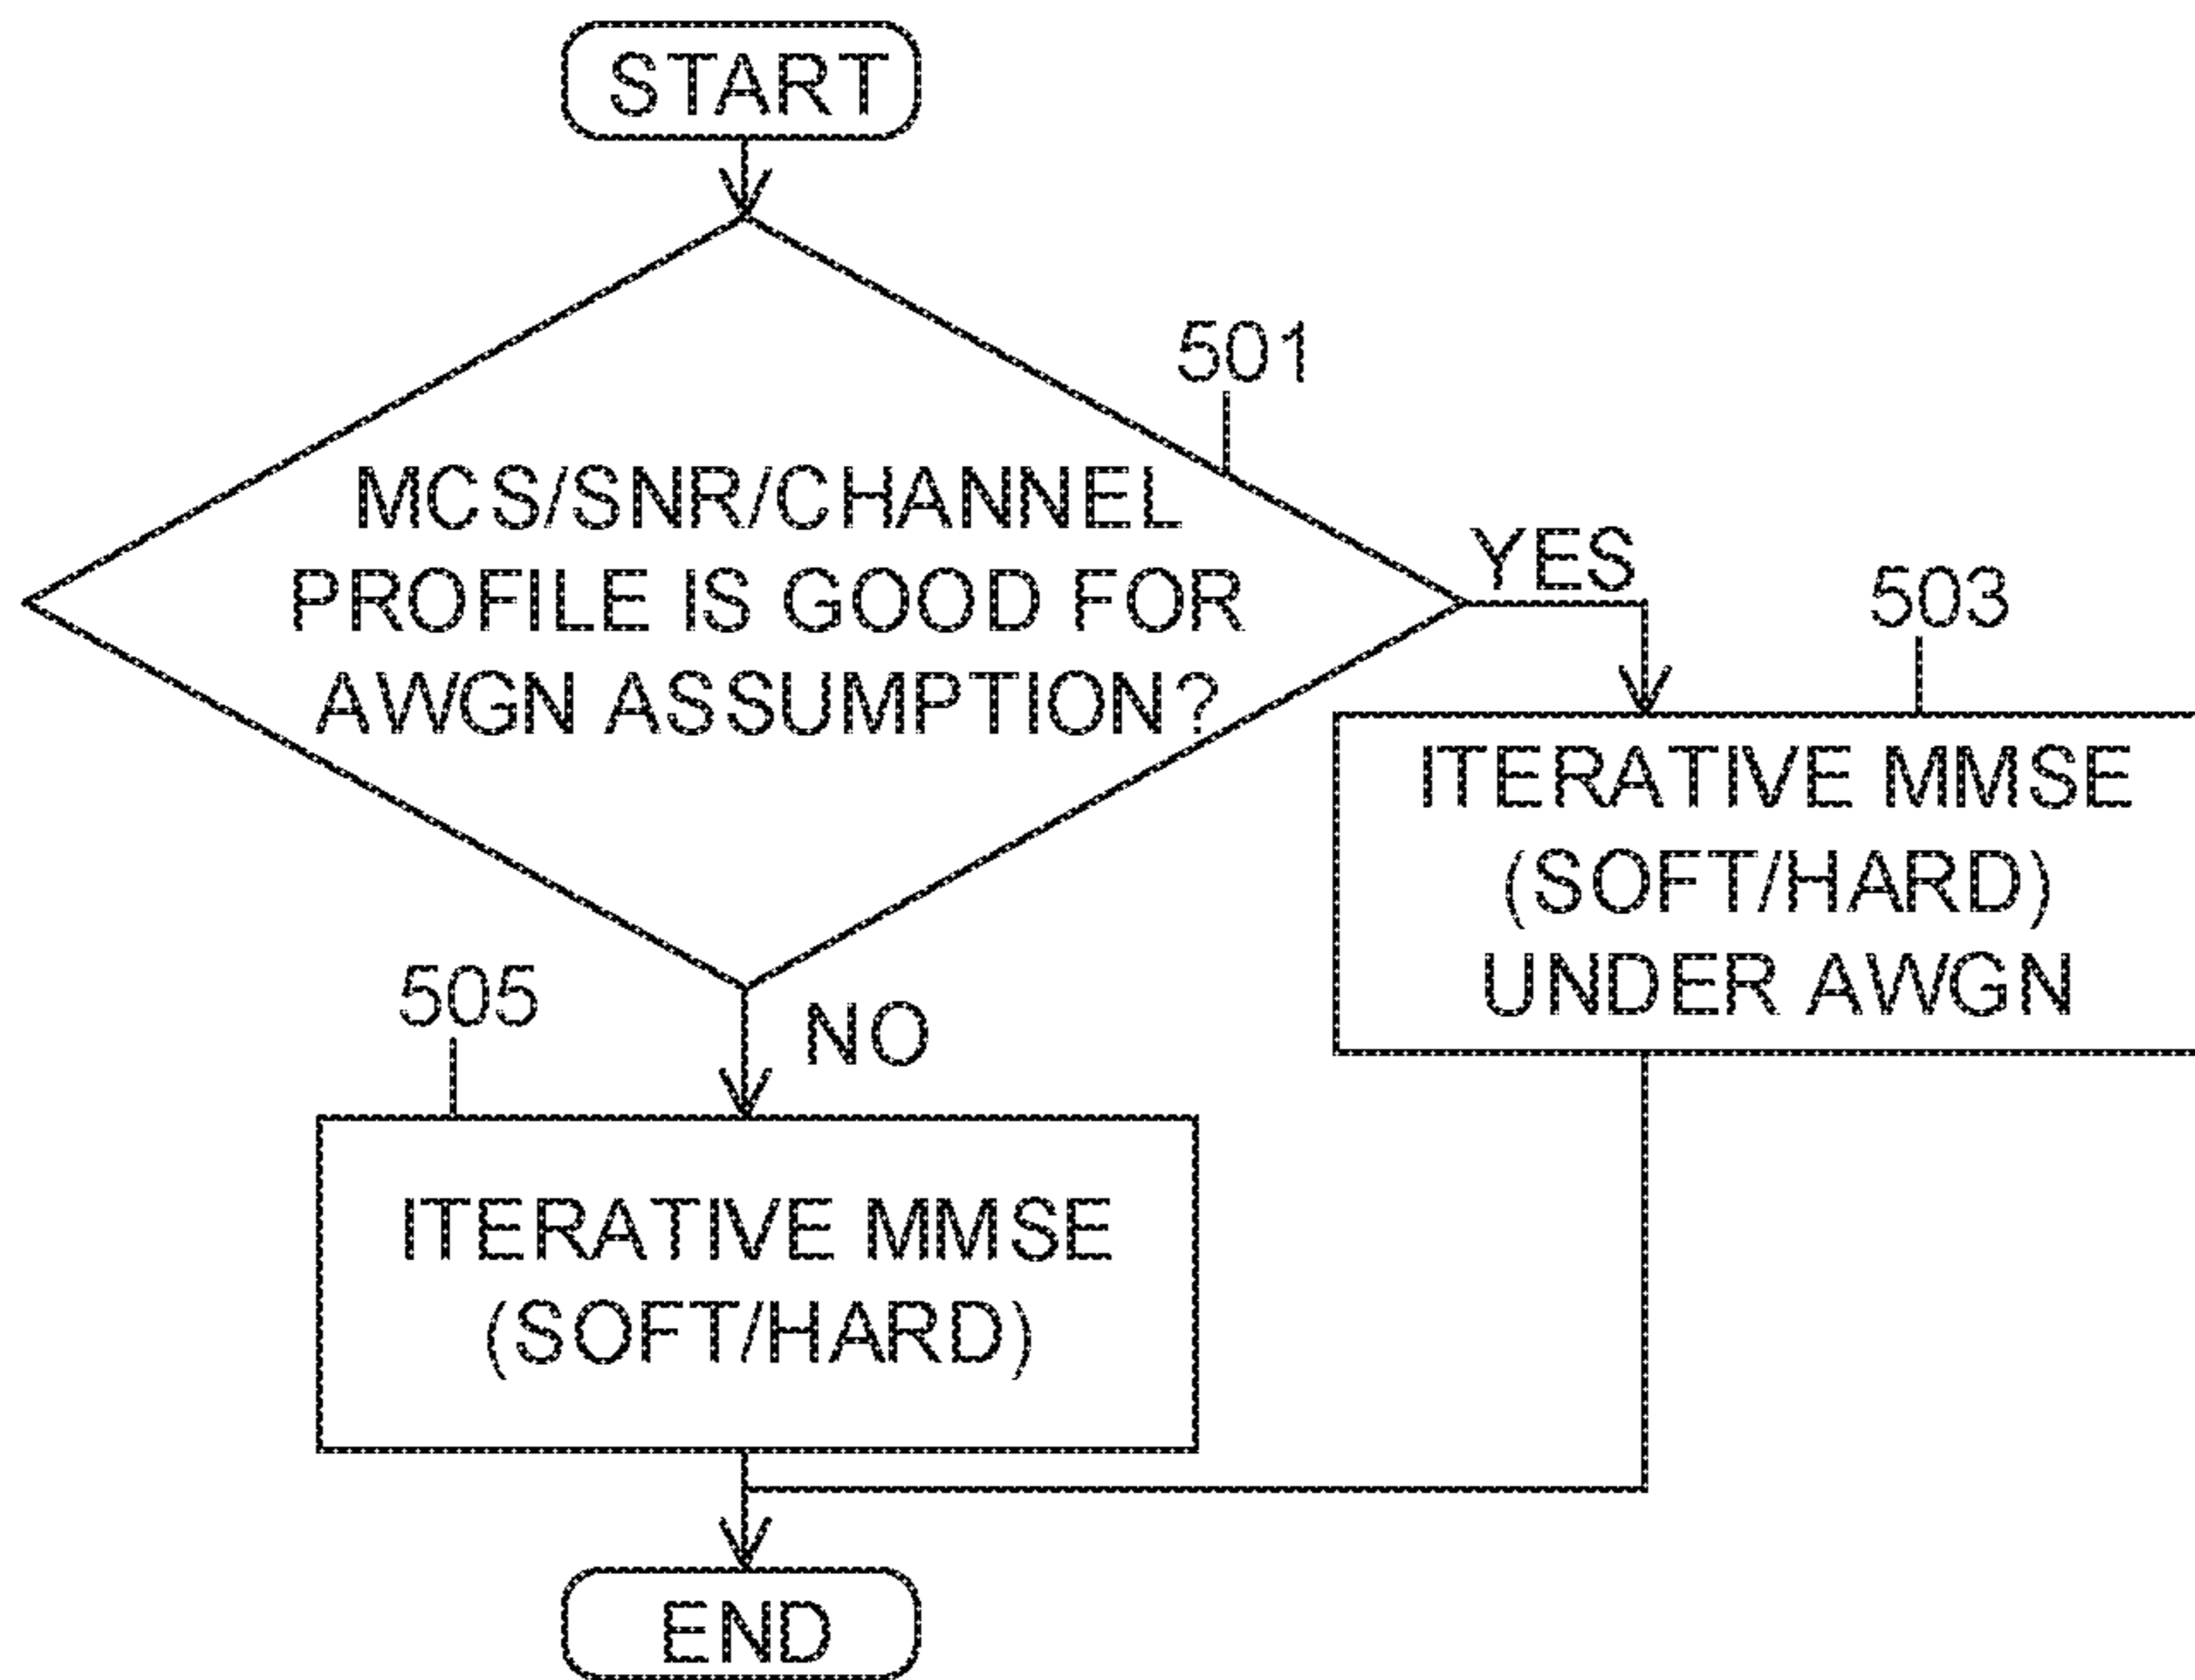 START
501
MCS/SNR/CHANNEL
PROFILE IS GOOD FOR
AWGN ASSUMPTION?
YES
503
ITERATIVE MMSE
(SOFT/HARD)
UNDER AWGN
505
NO
ITERATIVE MMSE
(SOFT/HARD)
END